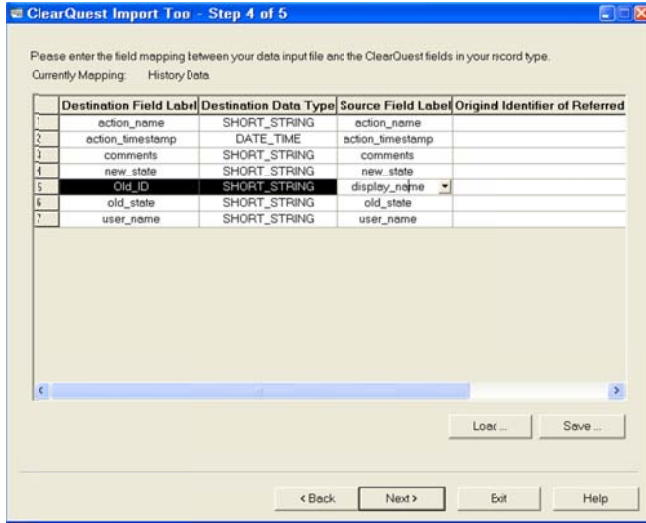 ClearQuest Import Too - Step 4 of 5
Please enter the field mapping between your data input file and the ClearQuest fields in your record type.
Currently Mapping: History Data
Destination Field Label Destination Data Type Source Field Label Original Identifier of Referred
1 action_name SHORT_STRING action_name
2 action_timestamp DATE_TIME action_timestamp
3 comments SHORT_STRING comments
4 new_state SHORT_STRING new_state
5 Old_ID SHORT_STRING display_name
6 old_state SHORT_STRING old_state
7 user_name SHORT_STRING user_name
Load... Save...
< Back Next > Exit Help